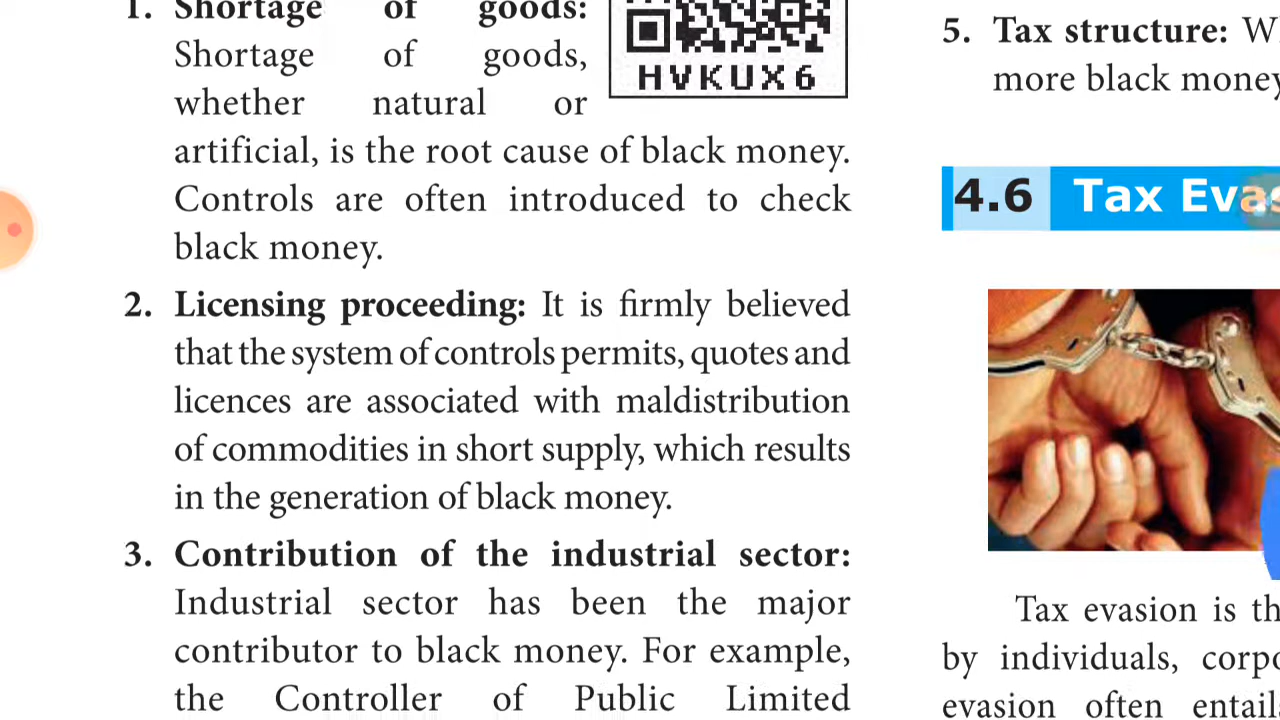 1. Shortage of goods:
Shortage of goods,
whether natural or
artificial, is the root cause of black money.
Controls are often introduced to check
black money.
2. Licensing proceeding: It is firmly believed
that the system of controls permits, quotes and
licences are associated with maldistribution
of commodities in short supply, which results
in the generation of black money.
3. Contribution of the industrial sector:
Industrial sector has been the major
contributor to black money. For example,
the Controller of Public Limited
HVKUX6
5. Tax structure:
more black money
4.6 Tax
Tax evasion is
by individuals,
evasion often